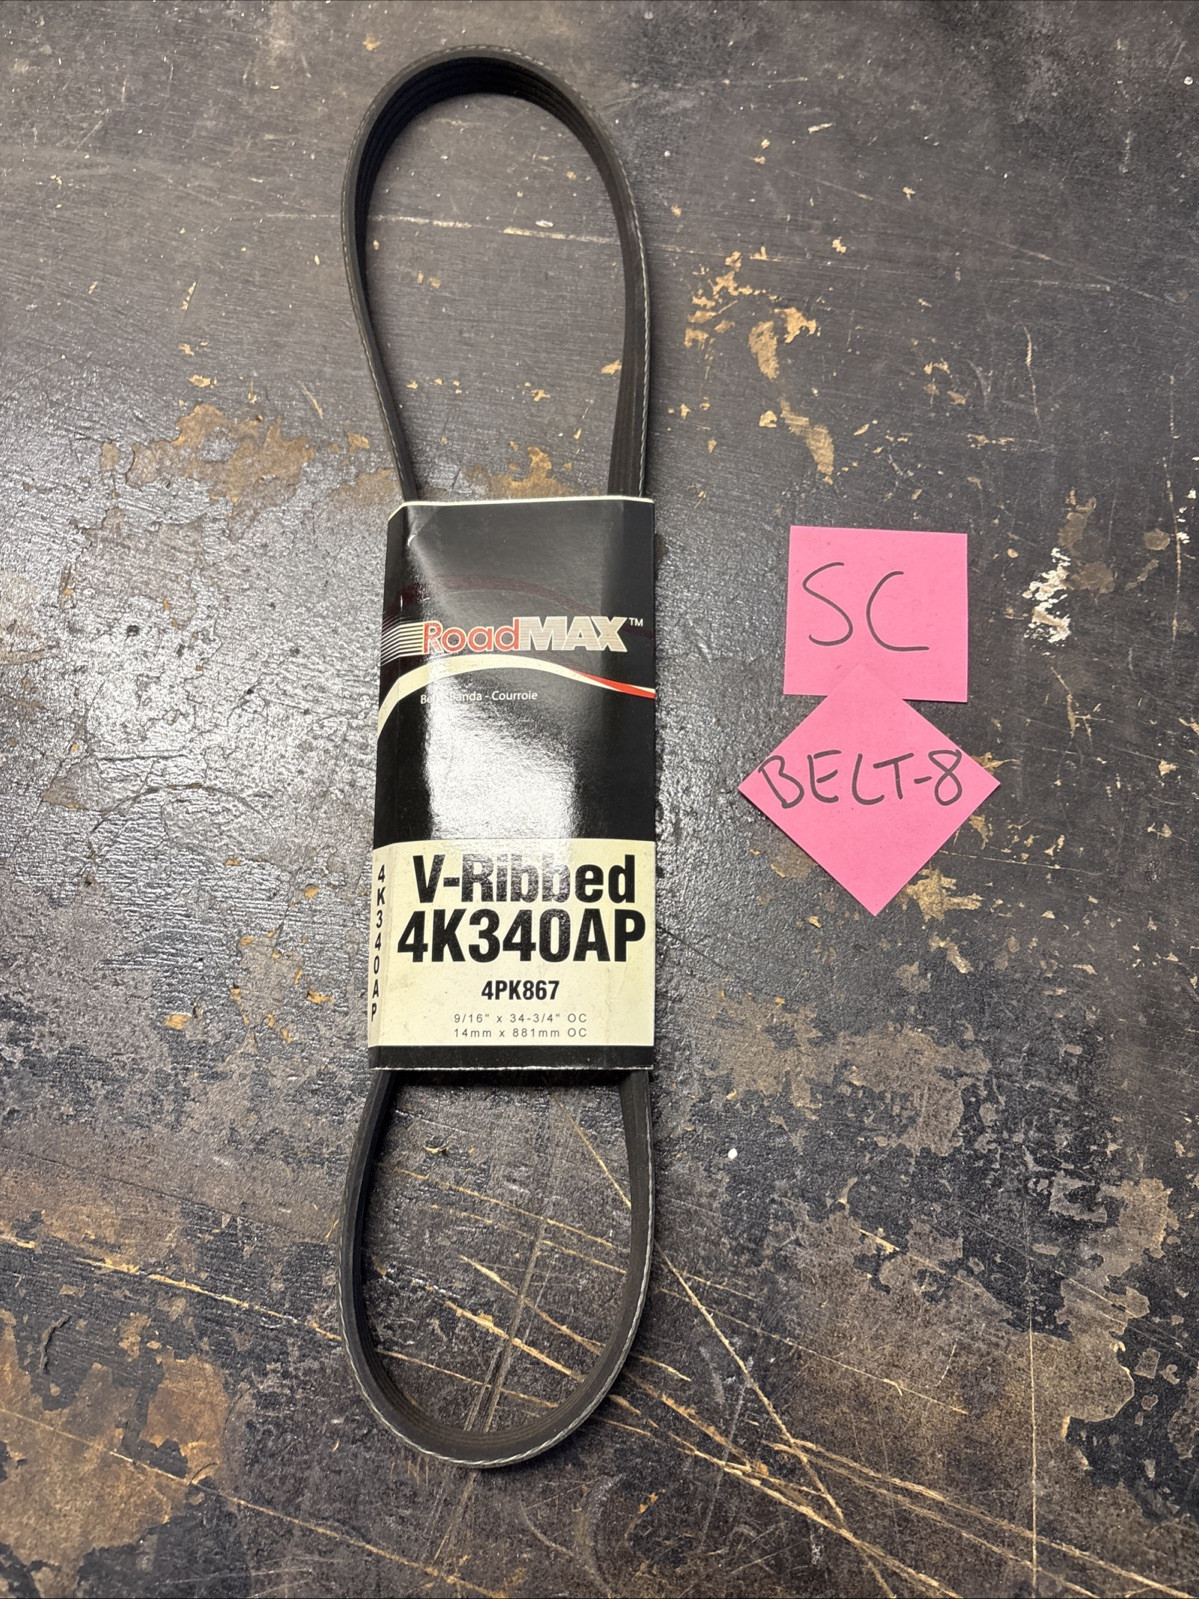 RoadMAX™
Banda - Courroie
V-Ribbed
4K340AP
4PK867
9/16" x 34-3/4" OC
14mm x 881mm OC
4K340AP
SC
BELT-8